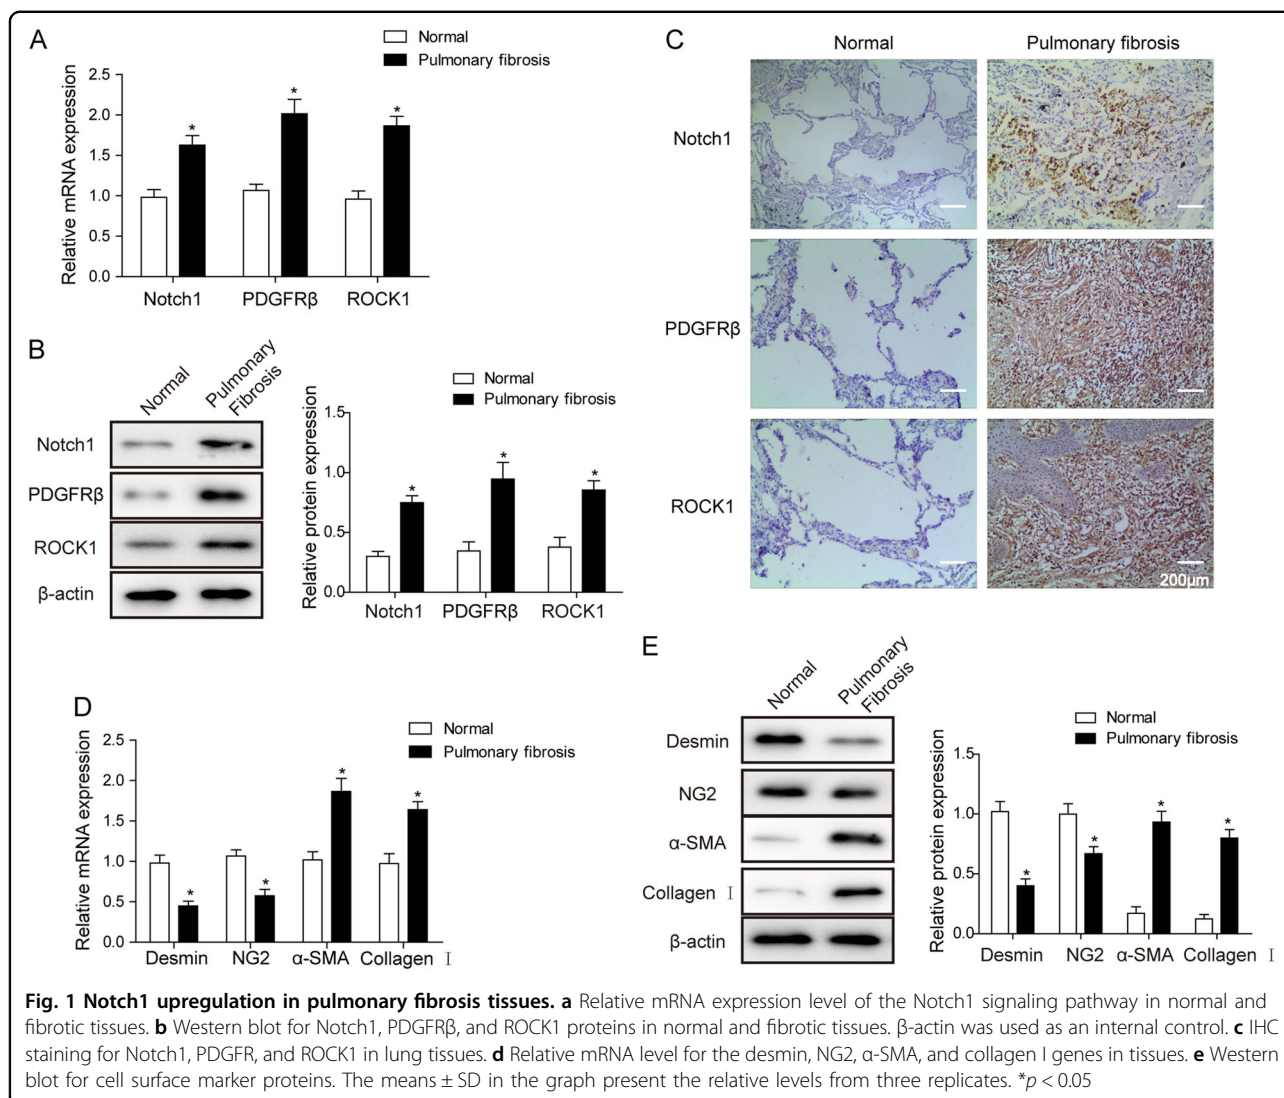 A
Normal
Pulmonary fibrosis
Relative mRNA expression
2.5
2.0
1.5
1.0
0.5
0.0
*
*
*
Notch1 PDGFRβ ROCK1
B
Normal
Pulmonary
Fibrosis
Notch1
PDGFRβ
ROCK1
β-actin
Normal
Pulmonary fibrosis
Relative protein expression
1.5
1.0
0.5
0.0
*
*
*
Notch1 PDGFRβ ROCK1
C
Normal Pulmonary fibrosis
Notch1
PDGFRβ
ROCK1
200μm
D
Normal
Pulmonary fibrosis
Relative mRNA expression
2.5
2.0
1.5
1.0
0.5
0.0
*
*
*
*
Desmin NG2 α-SMA Collagen I
E
Normal
Pulmonary
Fibrosis
Desmin
NG2
α-SMA
Collagen I
β-actin
Normal
Pulmonary fibrosis
Relative protein expression
1.5
1.0
0.5
0.0
*
*
*
*
Desmin NG2 α-SMA Collagen I
Fig. 1 Notch1 upregulation in pulmonary fibrosis tissues. a Relative mRNA expression level of the Notch1 signaling pathway in normal and
fibrotic tissues. b Western blot for Notch1, PDGFRβ, and ROCK1 proteins in normal and fibrotic tissues. β-actin was used as an internal control. c IHC
staining for Notch1, PDGFR, and ROCK1 in lung tissues. d Relative mRNA level for the desmin, NG2, α-SMA, and collagen I genes in tissues. e Western
blot for cell surface marker proteins. The means ± SD in the graph present the relative levels from three replicates. *p < 0.05